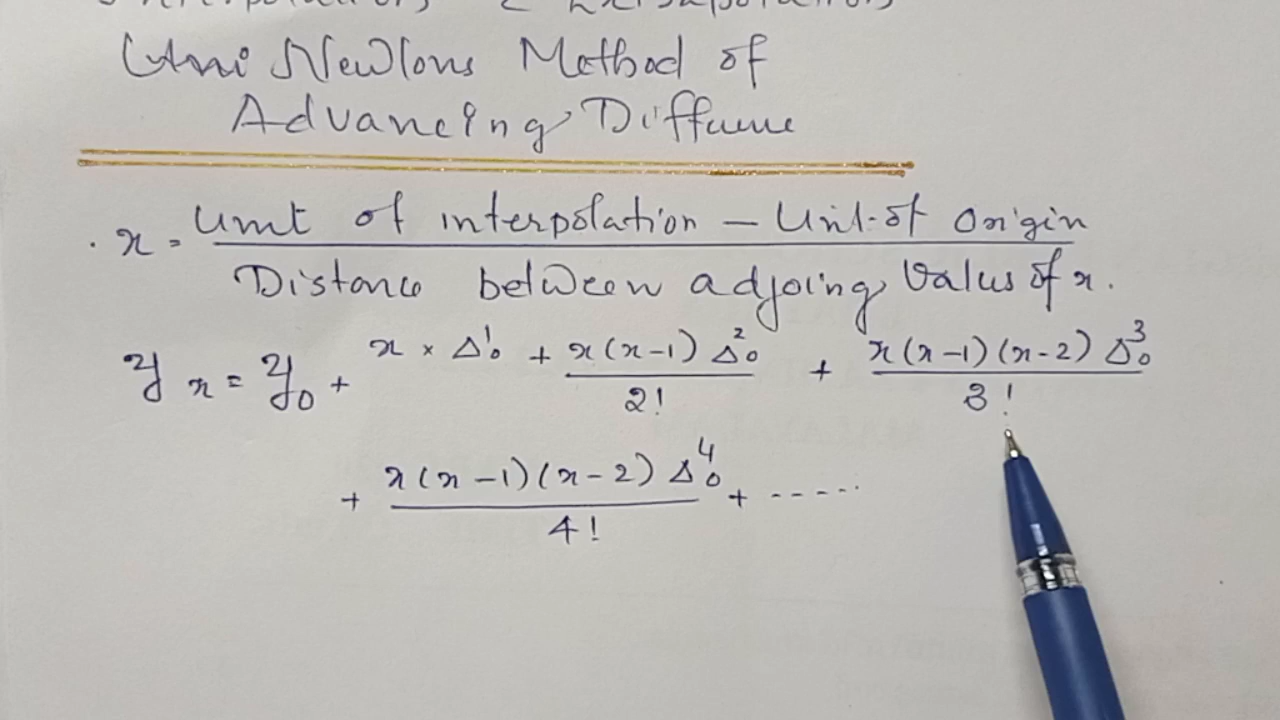 Newtons Method of
Advancing Diffence
x = Unit of interpolation − Unit of Origin
Distance between adjoing Values of x.
y x = y₀ + x × Δ¹₀ + x(x−1) Δ²₀ / 2! + x(x−1)(x−2) Δ³₀ / 3!
+ x(x−1)(x−2) Δ⁴₀ / 4! + -----